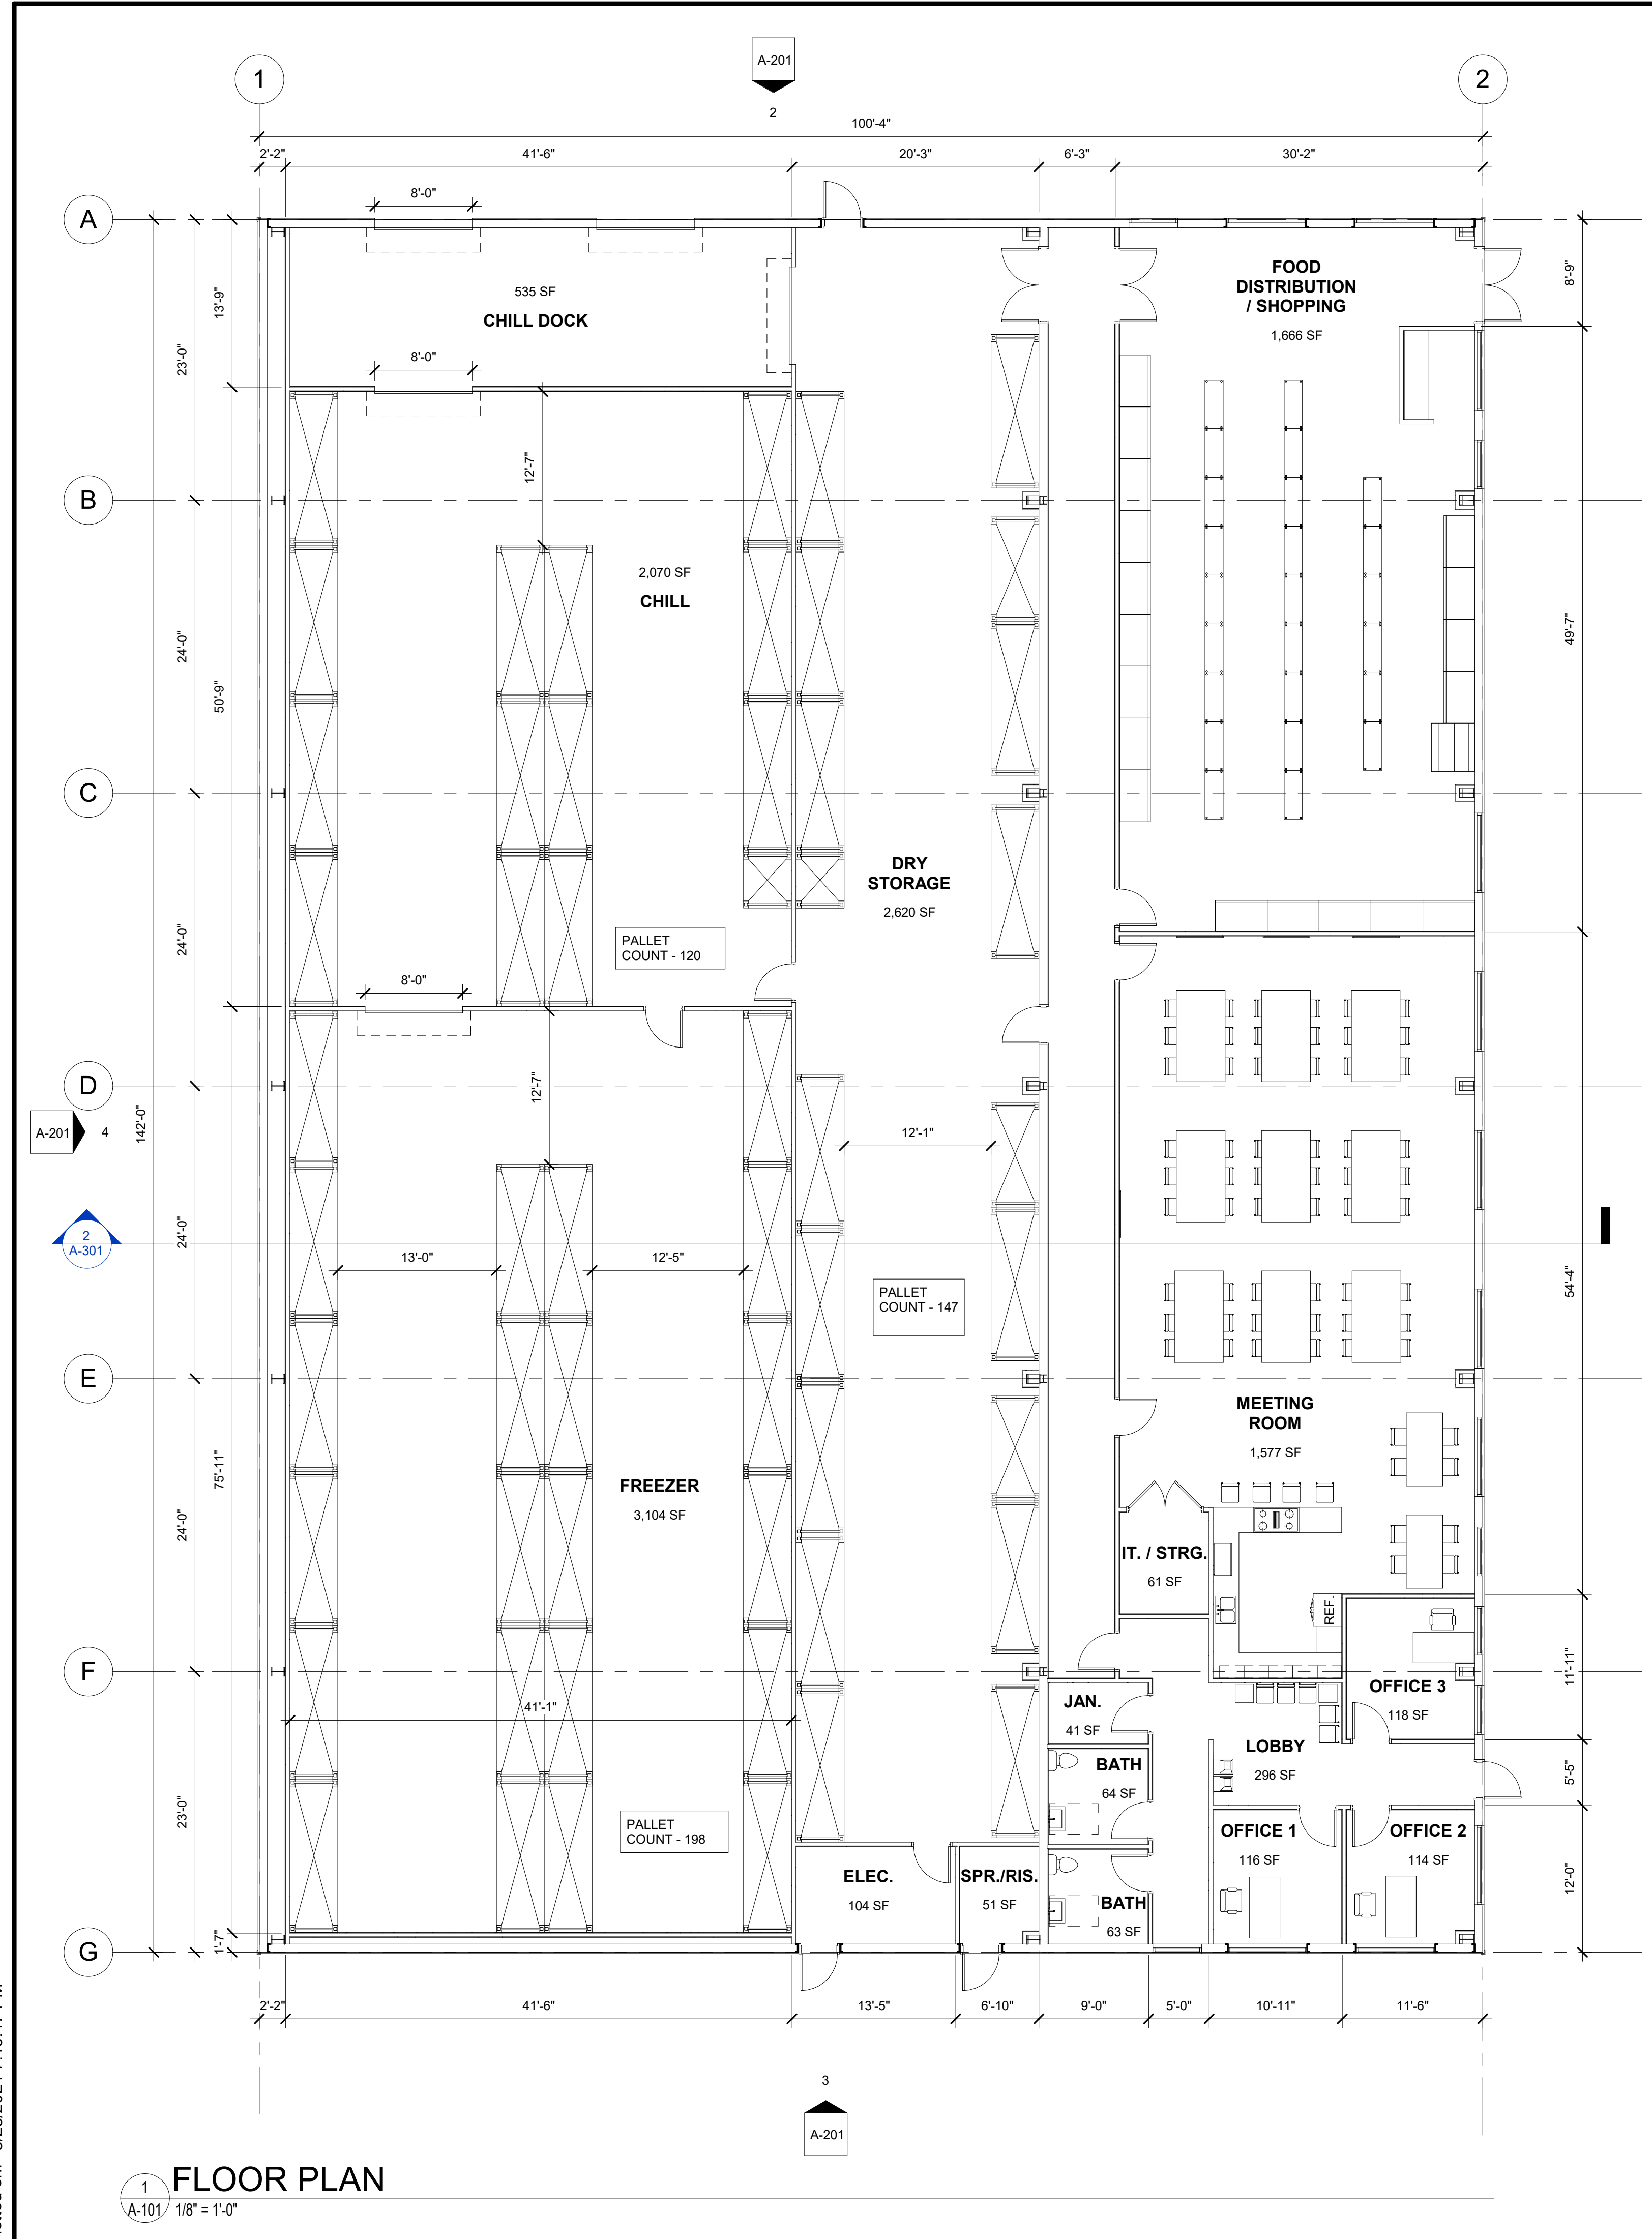 A-201
2
1
2
100'-4"
2'-2"
41'-6"
20'-3"
6'-3"
30'-2"
8'-0"
A
13'-9"
23'-0"
8'-9"
535 SF
CHILL DOCK
FOOD
DISTRIBUTION
/ SHOPPING
1,666 SF
8'-0"
12'-7"
B
2,070 SF
CHILL
24'-0"
50'-9"
49'-7"
C
DRY
STORAGE
2,620 SF
24'-0"
PALLET
COUNT - 120
8'-0"
D
12'-7"
142'-0"
A-201
4
12'-1"
2
A-301
24'-0"
13'-0"
12'-5"
PALLET
COUNT - 147
54'-4"
E
MEETING
ROOM
1,577 SF
75'-11"
FREEZER
3,104 SF
24'-0"
IT. / STRG.
61 SF
REF.
F
41'-1"
JAN.
41 SF
OFFICE 3
118 SF
11'-11"
LOBBY
296 SF
BATH
64 SF
5'-5"
23'-0"
PALLET
COUNT - 198
OFFICE 1
116 SF
OFFICE 2
114 SF
ELEC.
104 SF
SPR./RIS.
51 SF
BATH
63 SF
12'-0"
G
1'-7"
2'-2"
41'-6"
13'-5"
6'-10"
9'-0"
5'-0"
10'-11"
11'-6"
3
A-201
1
A-101
FLOOR PLAN
1/8" = 1'-0"